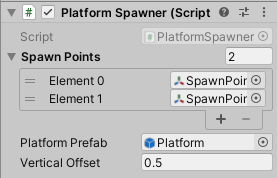 Platform Spawner (Script
Script PlatformSpawner
Spawn Points 2
Element 0 SpawnPoir
Element 1 SpawnPoir
Platform Prefab Platform
Vertical Offset 0.5